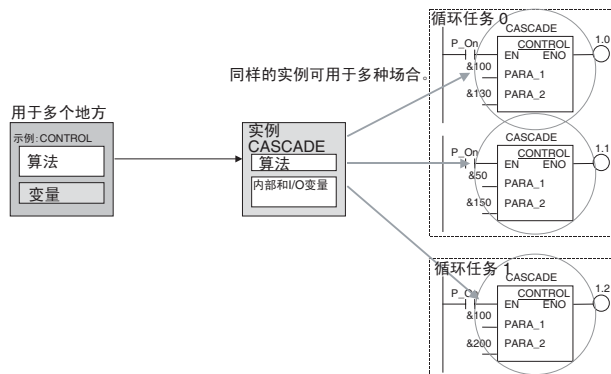 循环任务 0
CASCADE
P_On
CONTROL
EN ENO
1.0
&100
PARA_1
&130
PARA_2
同样的实例可用于多种场合。
用于多个地方
示例:CONTROL
算法
变量
实例
CASCADE
算法
内部和I/O变量
CASCADE
P_On
CONTROL
EN ENO
1.1
&50
PARA_1
&150
PARA_2
循环任务 1
CASCADE
P_On
CONTROL
EN ENO
1.2
&100
PARA_1
&200
PARA_2